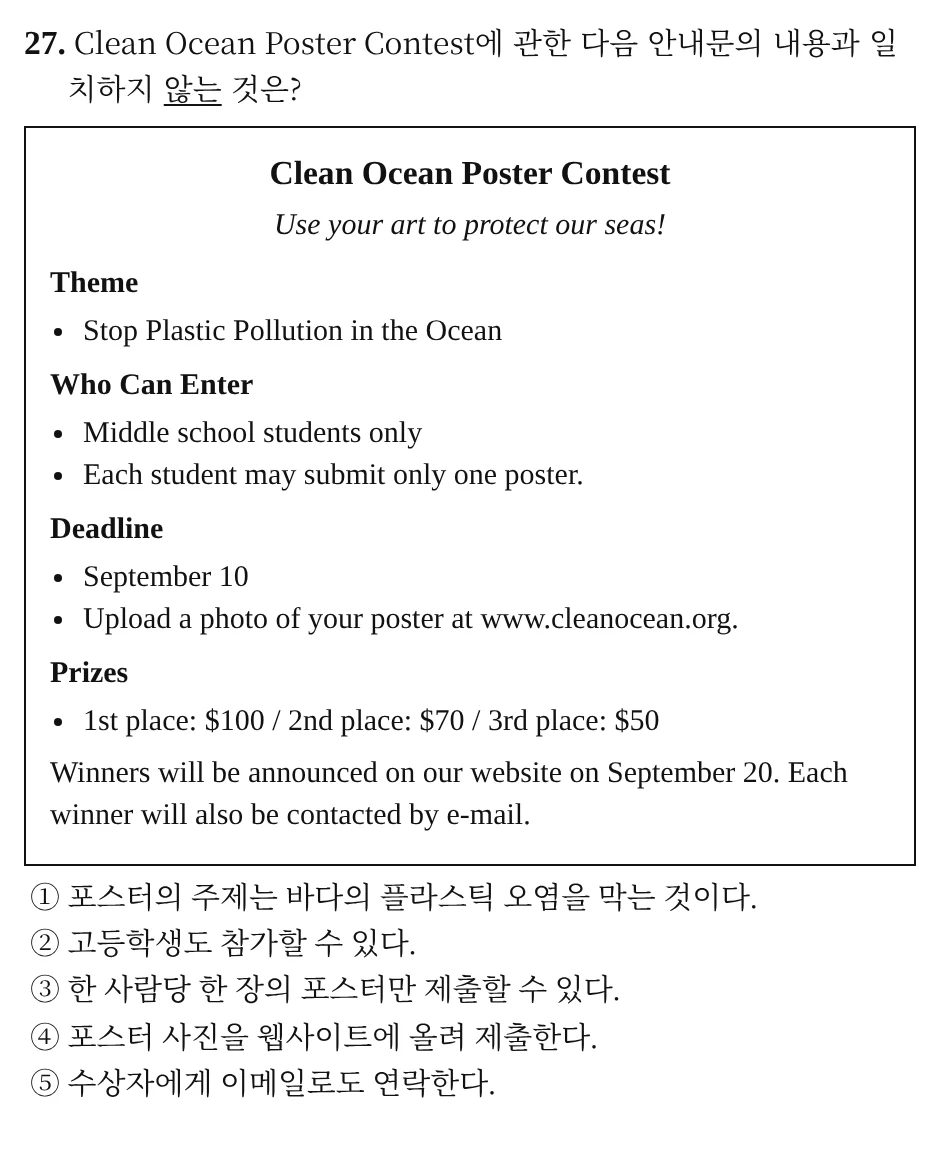 27. Clean Ocean Poster Contest에 관한 다음 안내문의 내용과 일
치하지 않는 것은?
Clean Ocean Poster Contest
Use your art to protect our seas!
Theme
• Stop Plastic Pollution in the Ocean
Who Can Enter
• Middle school students only
• Each student may submit only one poster.
Deadline
• September 10
• Upload a photo of your poster at www.cleanocean.org.
Prizes
• 1st place: $100 / 2nd place: $70 / 3rd place: $50
Winners will be announced on our website on September 20. Each
winner will also be contacted by e-mail.
① 포스터의 주제는 바다의 플라스틱 오염을 막는 것이다.
② 고등학생도 참가할 수 있다.
③ 한 사람당 한 장의 포스터만 제출할 수 있다.
④ 포스터 사진을 웹사이트에 올려 제출한다.
⑤ 수상자에게 이메일로도 연락한다.